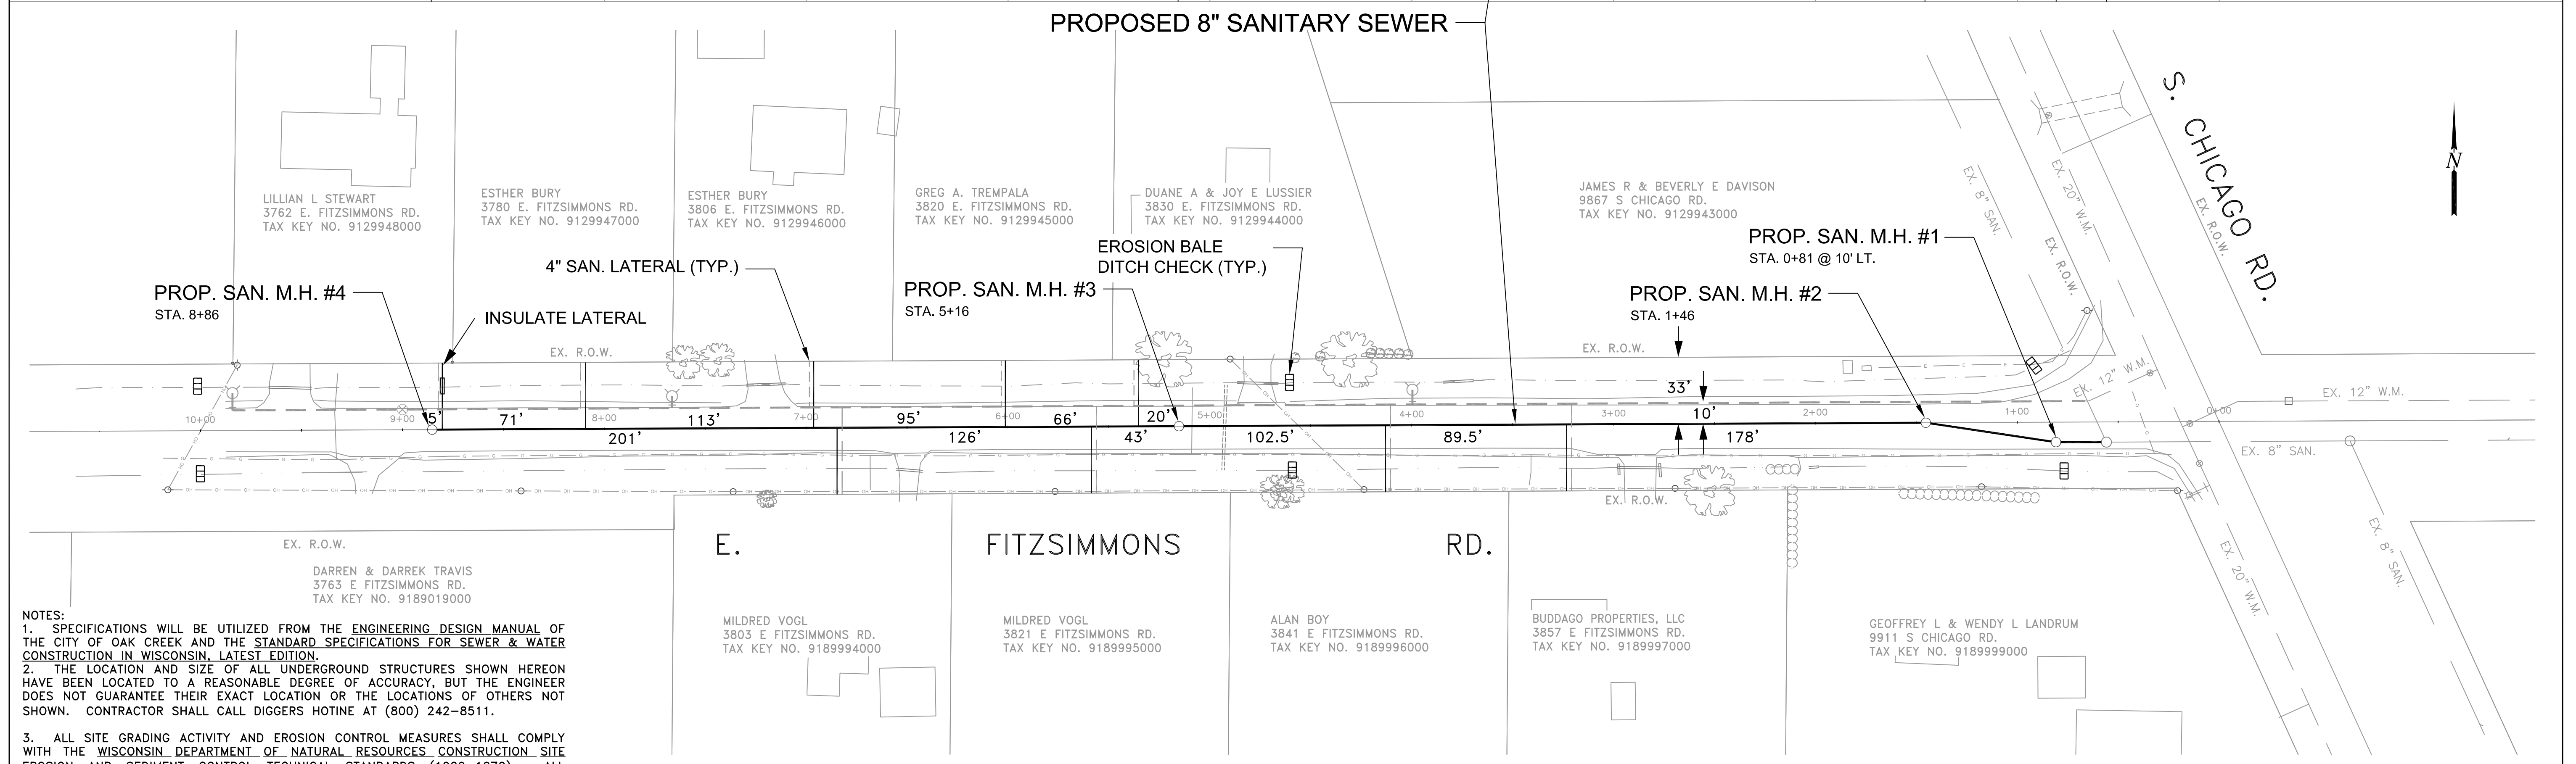 PROPOSED 8" SANITARY SEWER
S. CHICAGO RD.
N
LILLIAN L STEWART
3762 E. FITZSIMMONS RD.
TAX KEY NO. 9129948000
ESTHER BURY
3780 E. FITZSIMMONS RD.
TAX KEY NO. 9129947000
ESTHER BURY
3806 E. FITZSIMMONS RD.
TAX KEY NO. 9129946000
GREG A. TREMPALA
3820 E. FITZSIMMONS RD.
TAX KEY NO. 9129945000
DUANE A & JOY E LUSSIER
3830 E. FITZSIMMONS RD.
TAX KEY NO. 9129944000
JAMES R & BEVERLY E DAVISON
9867 S CHICAGO RD.
TAX KEY NO. 9129943000
EX. 8" SAN.
EX. 20" W.M.
EX. R.O.W.
EX. R.O.W.
PROP. SAN. M.H. #4
STA. 8+86
INSULATE LATERAL
4" SAN. LATERAL (TYP.)
PROP. SAN. M.H. #3
STA. 5+16
EROSION BALE
DITCH CHECK (TYP.)
PROP. SAN. M.H. #2
STA. 1+46
PROP. SAN. M.H. #1
STA. 0+81 @ 10' LT.
EX. R.O.W.
EX. R.O.W.
33'
10'
EX. 12" W.M.
EX. 12" W.M.
10+00
9+00
8+00
7+00
6+00
5+00
4+00
3+00
2+00
1+00
0+00
5'
71'
113'
95'
66'
20'
201'
126'
43'
102.5'
89.5'
178'
EX. 8" SAN.
EX. R.O.W.
EX. R.O.W.
E. FITZSIMMONS RD.
EX. 20" W.M.
EX. 8" SAN.
DARREN & DARREK TRAVIS
3763 E FITZSIMMONS RD.
TAX KEY NO. 9189019000
MILDRED VOGL
3803 E FITZSIMMONS RD.
TAX KEY NO. 9189994000
MILDRED VOGL
3821 E FITZSIMMONS RD.
TAX KEY NO. 9189995000
ALAN BOY
3841 E FITZSIMMONS RD.
TAX KEY NO. 9189996000
BUDDAGO PROPERTIES, LLC
3857 E FITZSIMMONS RD.
TAX KEY NO. 9189997000
GEOFFREY L & WENDY L LANDRUM
9911 S CHICAGO RD.
TAX KEY NO. 9189999000
NOTES:
1. SPECIFICATIONS WILL BE UTILIZED FROM THE ENGINEERING DESIGN MANUAL OF
THE CITY OF OAK CREEK AND THE STANDARD SPECIFICATIONS FOR SEWER & WATER
CONSTRUCTION IN WISCONSIN, LATEST EDITION.
2. THE LOCATION AND SIZE OF ALL UNDERGROUND STRUCTURES SHOWN HEREON
HAVE BEEN LOCATED TO A REASONABLE DEGREE OF ACCURACY, BUT THE ENGINEER
DOES NOT GUARANTEE THEIR EXACT LOCATION OR THE LOCATIONS OF OTHERS NOT
SHOWN. CONTRACTOR SHALL CALL DIGGERS HOTINE AT (800) 242-8511.
3. ALL SITE GRADING ACTIVITY AND EROSION CONTROL MEASURES SHALL COMPLY
WITH THE WISCONSIN DEPARTMENT OF NATURAL RESOURCES CONSTRUCTION SITE